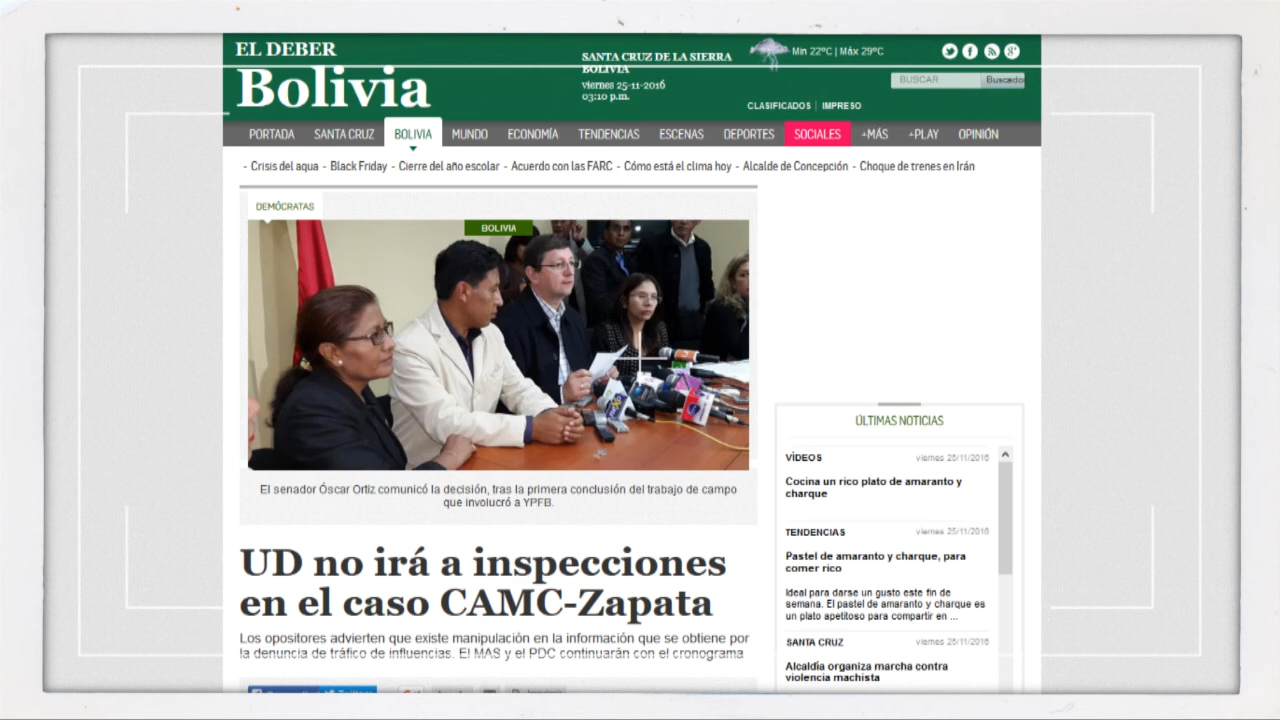 EL DEBER
Bolivia
SANTA CRUZ DE LA SIERRA
BOLIVIA
viernes 25-11-2016
03:10 p.m.
Min 22ºC | Máx 29ºC
BUSCAR
Buscado
CLASIFICADOS | IMPRESO
PORTADA SANTA CRUZ BOLIVIA MUNDO ECONOMÍA TENDENCIAS ESCENAS DEPORTES SOCIALES +MÁS +PLAY OPINIÓN
- Crisis del aqua - Black Friday - Cierre del año escolar - Acuerdo con las FARC - Cómo está el clima hoy - Alcalde de Concepción - Choque de trenes en Irán
DEMÓCRATAS
BOLIVIA
El senador Óscar Ortiz comunicó la decisión, tras la primera conclusión del trabajo de campo
que involucró a YPFB.
UD no irá a inspecciones
en el caso CAMC-Zapata
Los opositores advierten que existe manipulación en la información que se obtiene por
la denuncia de tráfico de influencias. El MAS y el PDC continuarán con el cronograma
ÚLTIMAS NOTICIAS
VÍDEOS viernes 25/11/2016
Cocina un rico plato de amaranto y
charque
TENDENCIAS viernes 25/11/2016
Pastel de amaranto y charque, para
comer rico
Ideal para darse un gusto este fin de
semana. El pastel de amaranto y charque es
un plato apetitoso para compartir en ...
SANTA CRUZ viernes 25/11/2016
Alcaldía organiza marcha contra
violencia machista